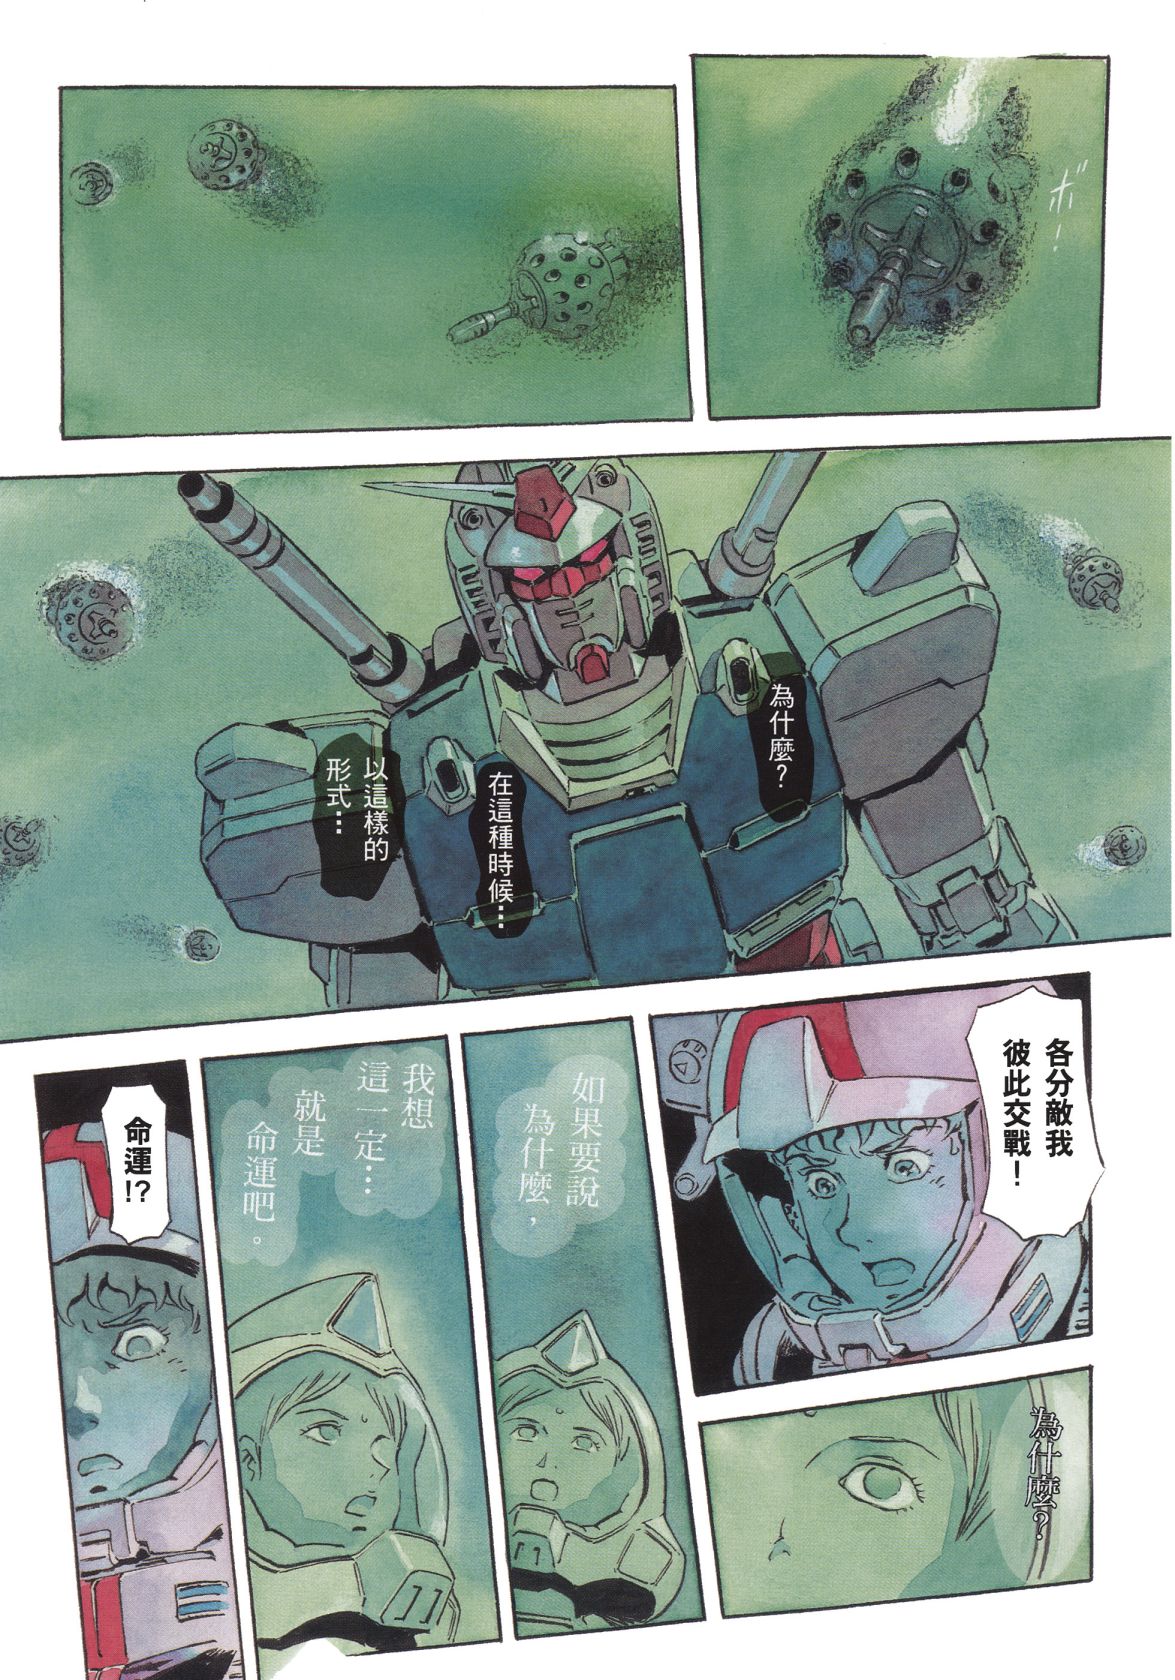 ボー！
為什麼？
在這種時候…
以這樣的
形式…
各分敵我
彼此交戰！
為什麼？
如果要說
為什麼，
我想
這一定…
就是
命運吧。
命運!?